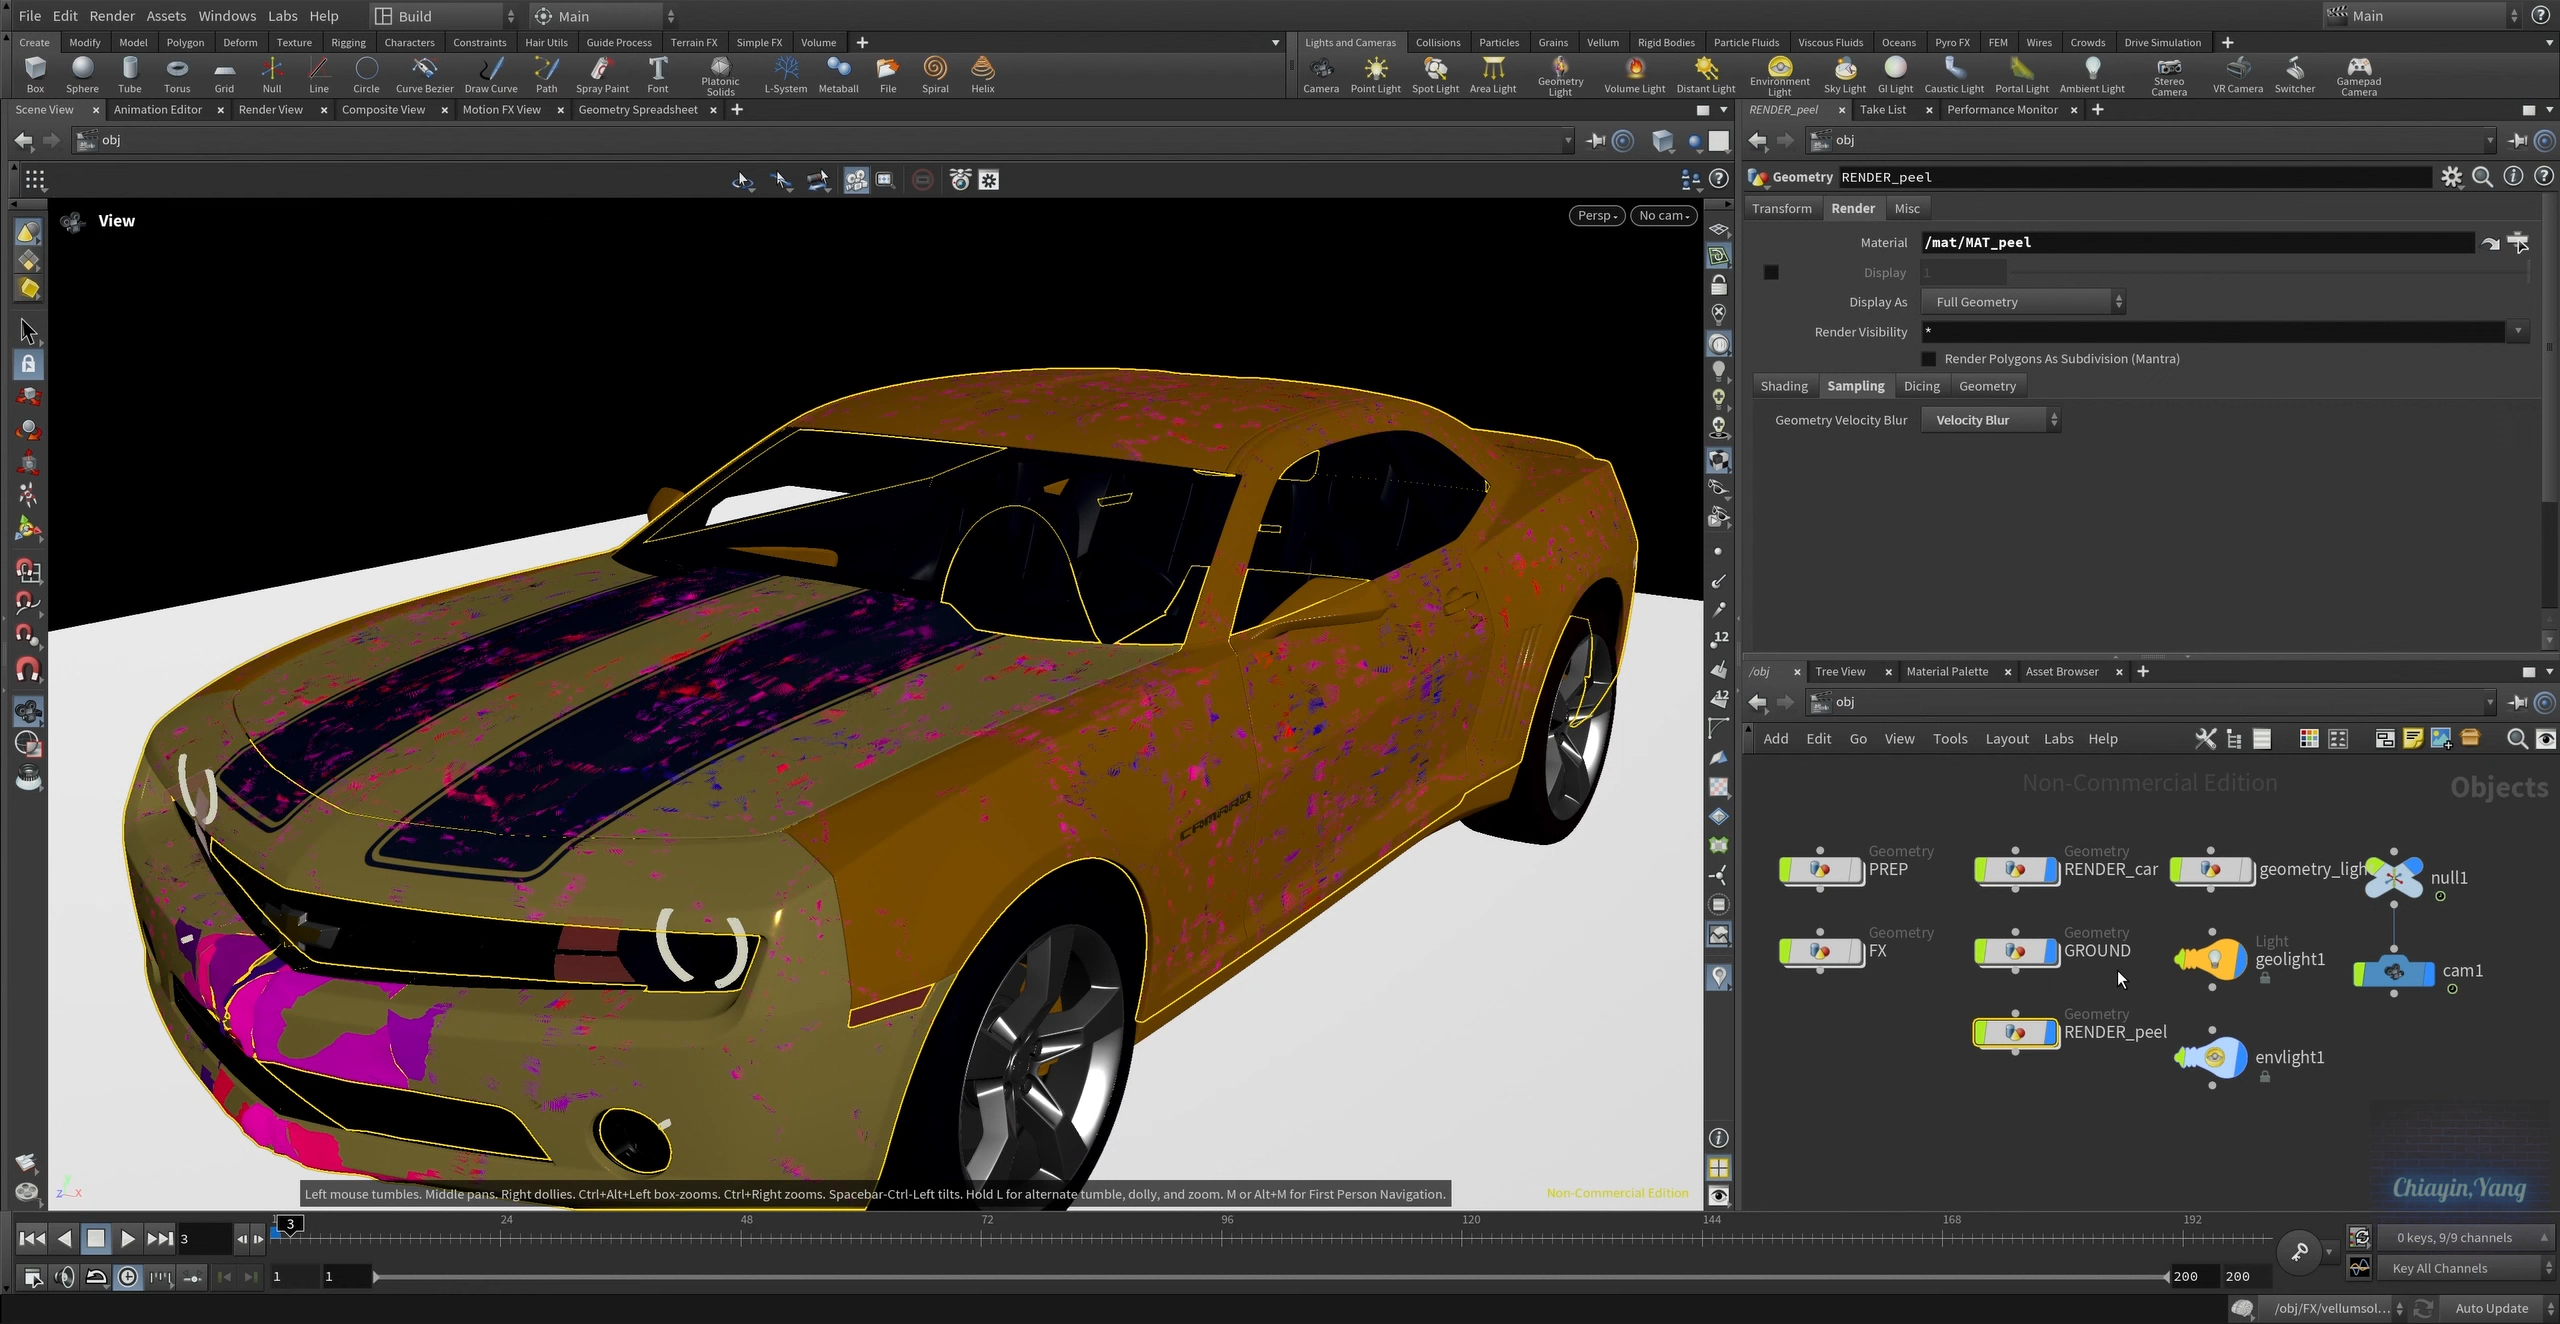 File Edit Render Assets Windows Labs Help Build Main Main
Create Modify Model Polygon Deform Texture Rigging Characters Constraints Hair Utils Guide Process Terrain FX Simple FX Volume
Lights and Cameras Collisions Particles Grains Vellum Rigid Bodies Particle Fluids Viscous Fluids Oceans Pyro FX FEM Wires Crowds Drive Simulation
Box Sphere Tube Torus Grid Null Line Circle Curve Bezier Draw Curve Path Spray Paint Font Platonic Solids L-System Metaball File Spiral Helix
Camera Point Light Spot Light Area Light Geometry Light Volume Light Distant Light Environment Light Sky Light GI Light Caustic Light Portal Light Ambient Light Stereo Camera VR Camera Switcher Gamepad Camera
Scene View Animation Editor Render View Composite View Motion FX View Geometry Spreadsheet
RENDER_peel Take List Performance Monitor
obj
obj
Geometry RENDER_peel
Transform Render Misc
View
Persp No cam
Material /mat/MAT_peel
Display 1
Display As Full Geometry
Render Visibility *
Render Polygons As Subdivision (Mantra)
Shading Sampling Dicing Geometry
Geometry Velocity Blur Velocity Blur
CAMARO
12
12
/obj Tree View Material Palette Asset Browser
obj
Add Edit Go View Tools Layout Labs Help
Non-Commercial Edition
Objects
Geometry
PREP
Geometry
RENDER_car
geometry_ligh
null1
Geometry
FX
Geometry
GROUND
Light
geolight1
cam1
Geometry
RENDER_peel
envlight1
Chiayin,Yang
z x y
Left mouse tumbles. Middle pans. Right dollies. Ctrl+Alt+Left box-zooms. Ctrl+Right zooms. Spacebar-Ctrl-Left tilts. Hold L for alternate tumble, dolly, and zoom. M or Alt+M for First Person Navigation.
Non-Commercial Edition
3 1 3 24 48 72 96 120 144 168 192
0 keys, 9/9 channels
1 1 200 200
Key All Channels
/obj/FX/vellumsol... Auto Update